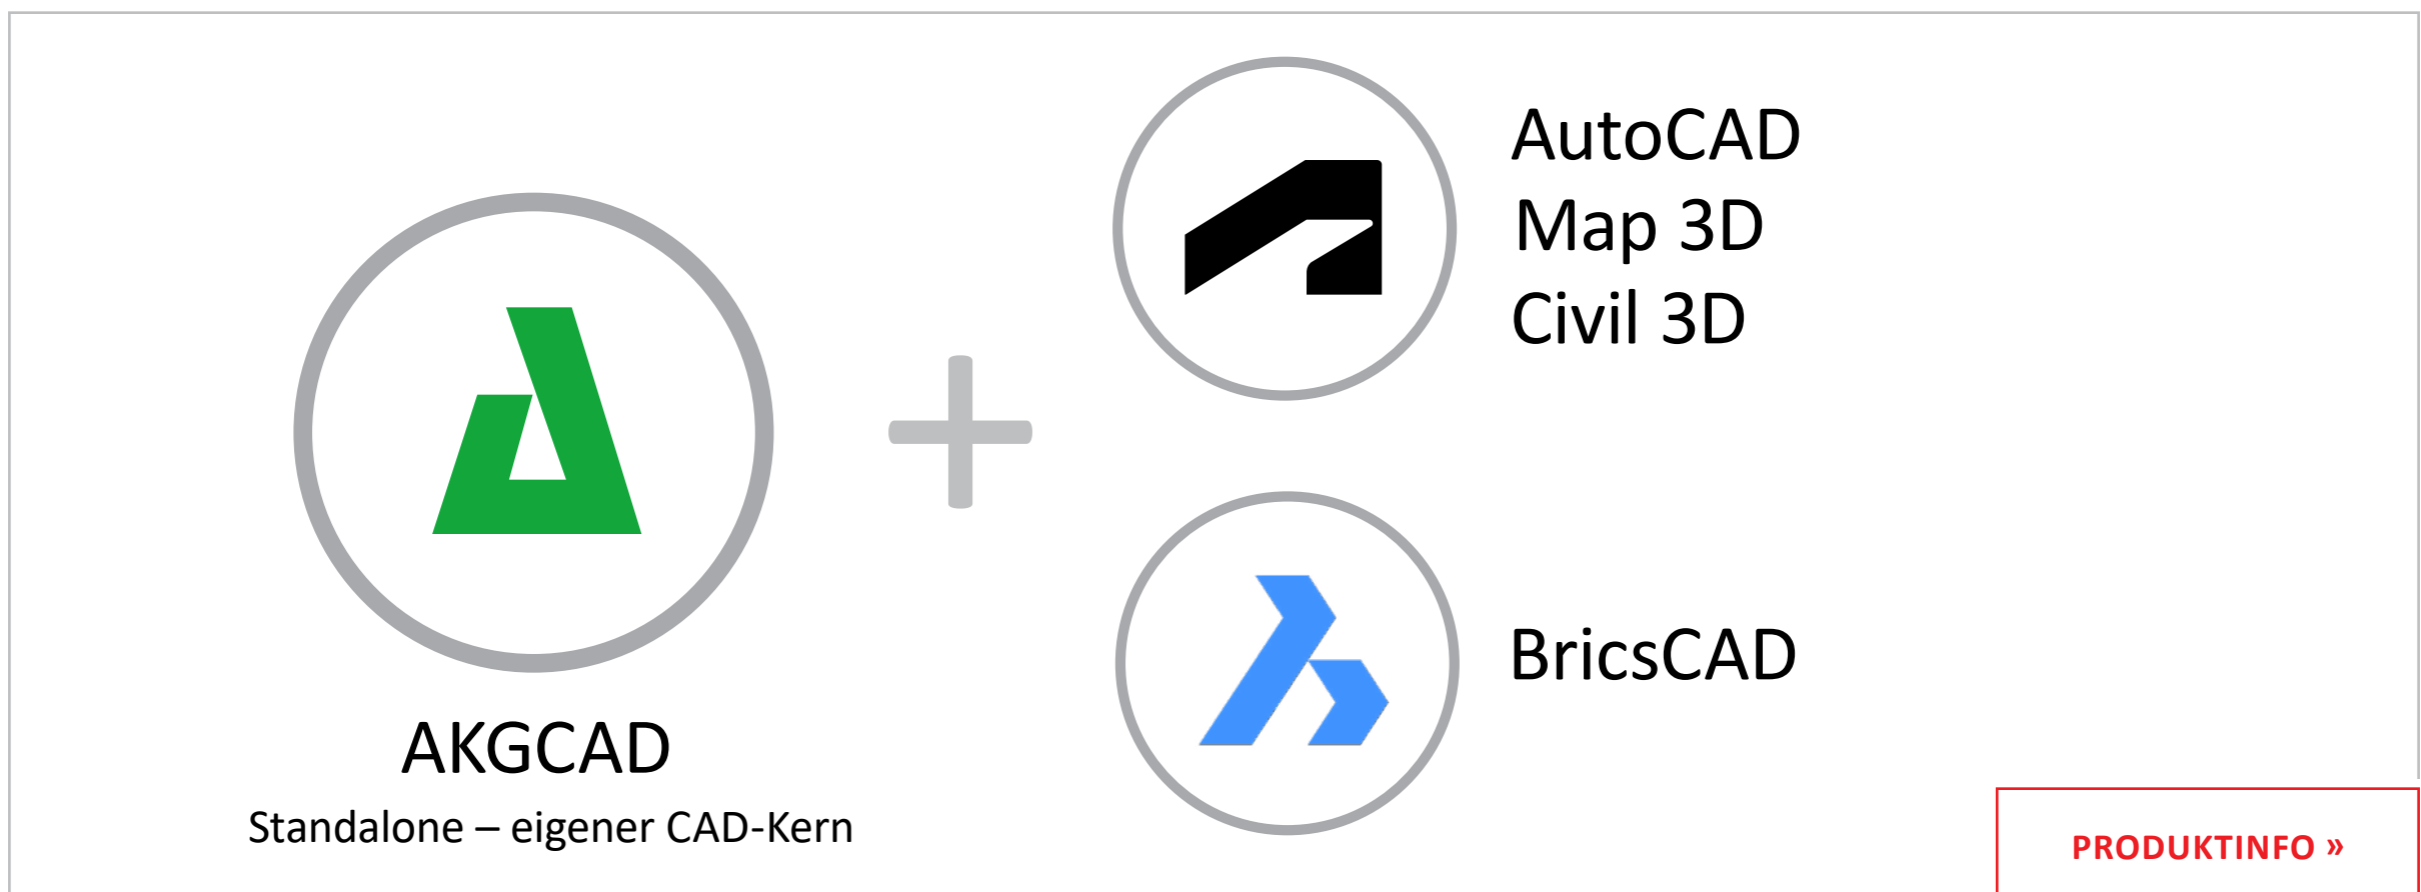 AKGCAD
Standalone – eigener CAD-Kern
AutoCAD
Map 3D
Civil 3D
BricsCAD
PRODUKTINFO »